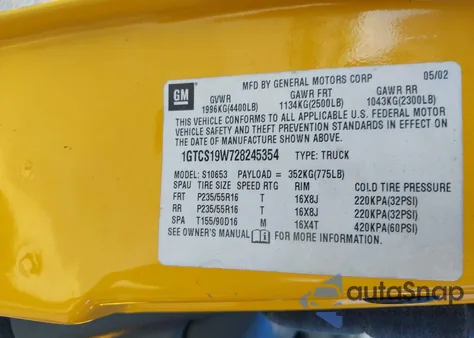 GM
MFD BY GENERAL MOTORS CORP 05/02
GVWR GAWR FRT GAWR RR
1996KG(4400LB) 1134KG(2500LB) 1043KG(2300LB)
THIS VEHICLE CONFORMS TO ALL APPLICABLE U.S. FEDERAL MOTOR
VEHICLE SAFETY AND THEFT PREVENTION STANDARDS IN EFFECT ON
THE DATE OF MANUFACTURE SHOWN ABOVE.
1GTCS19W728245354 TYPE: TRUCK
MODEL: S10653 PAYLOAD = 352KG(775LB)
SPAU TIRE SIZE SPEED RTG RIM COLD TIRE PRESSURE
FRT P235/55R16 T 16X8J 220KPA(32PSI)
RR P235/55R16 T 16X8J 220KPA(32PSI)
SPA T155/90D16 M 16X4T 420KPA(60PSI)
SEE OWNER'S MANUAL FOR MORE INFORMATION.
autoSnap